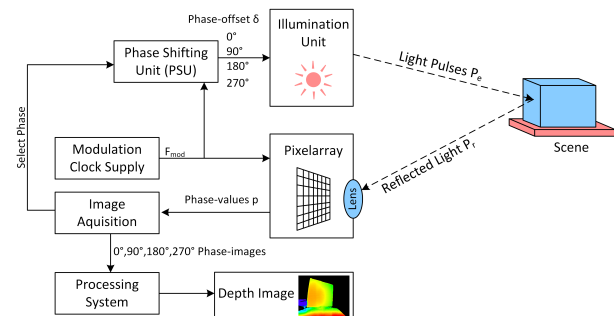 Phase-offset δ
0°
90°
180°
270°
Illumination
Unit
Phase Shifting
Unit (PSU)
Light Pulses Pe
Scene
Select Phase
Modulation
Clock Supply
Fmod
Pixelarray
Reflected Light Pr
Lens
Image
Aquisition
Phase-values p
0°,90°,180°,270° Phase-images
Processing
System
Depth Image